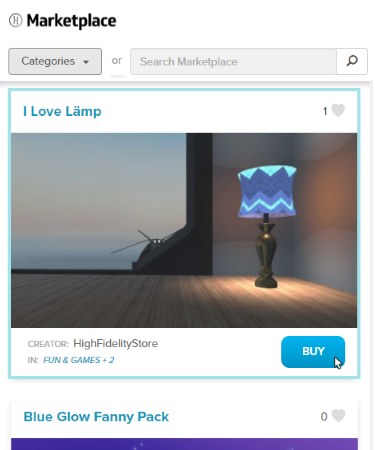 Marketplace
Categories or Search Marketplace
I Love Lämp 1
CREATOR: HighFidelityStore
IN: FUN & GAMES + 2
BUY
Blue Glow Fanny Pack 0